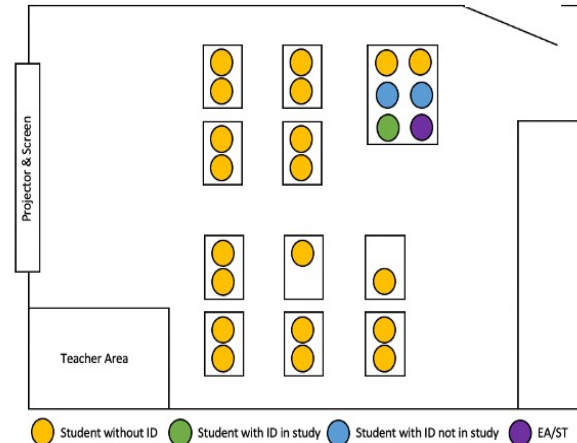 Projector & Screen
Teacher Area
Student without ID
Student with ID in study
Student with ID not in study
EA/ST